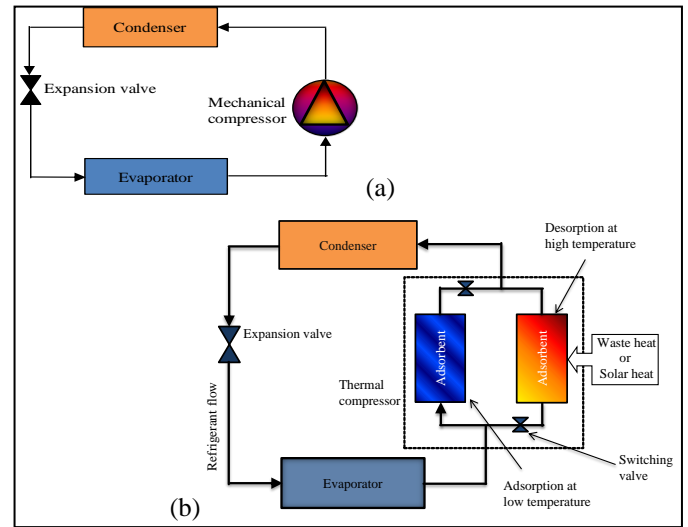 Condenser
Expansion valve
Mechanical
compressor
Evaporator
(a)
Desorption at
high temperature
Condenser
Expansion valve
Adsorbent
Adsorbent
Waste heat
or
Solar heat
Thermal
compressor
Refrigerant flow
Switching
valve
Evaporator
Adsorption at
low temperature
(b)